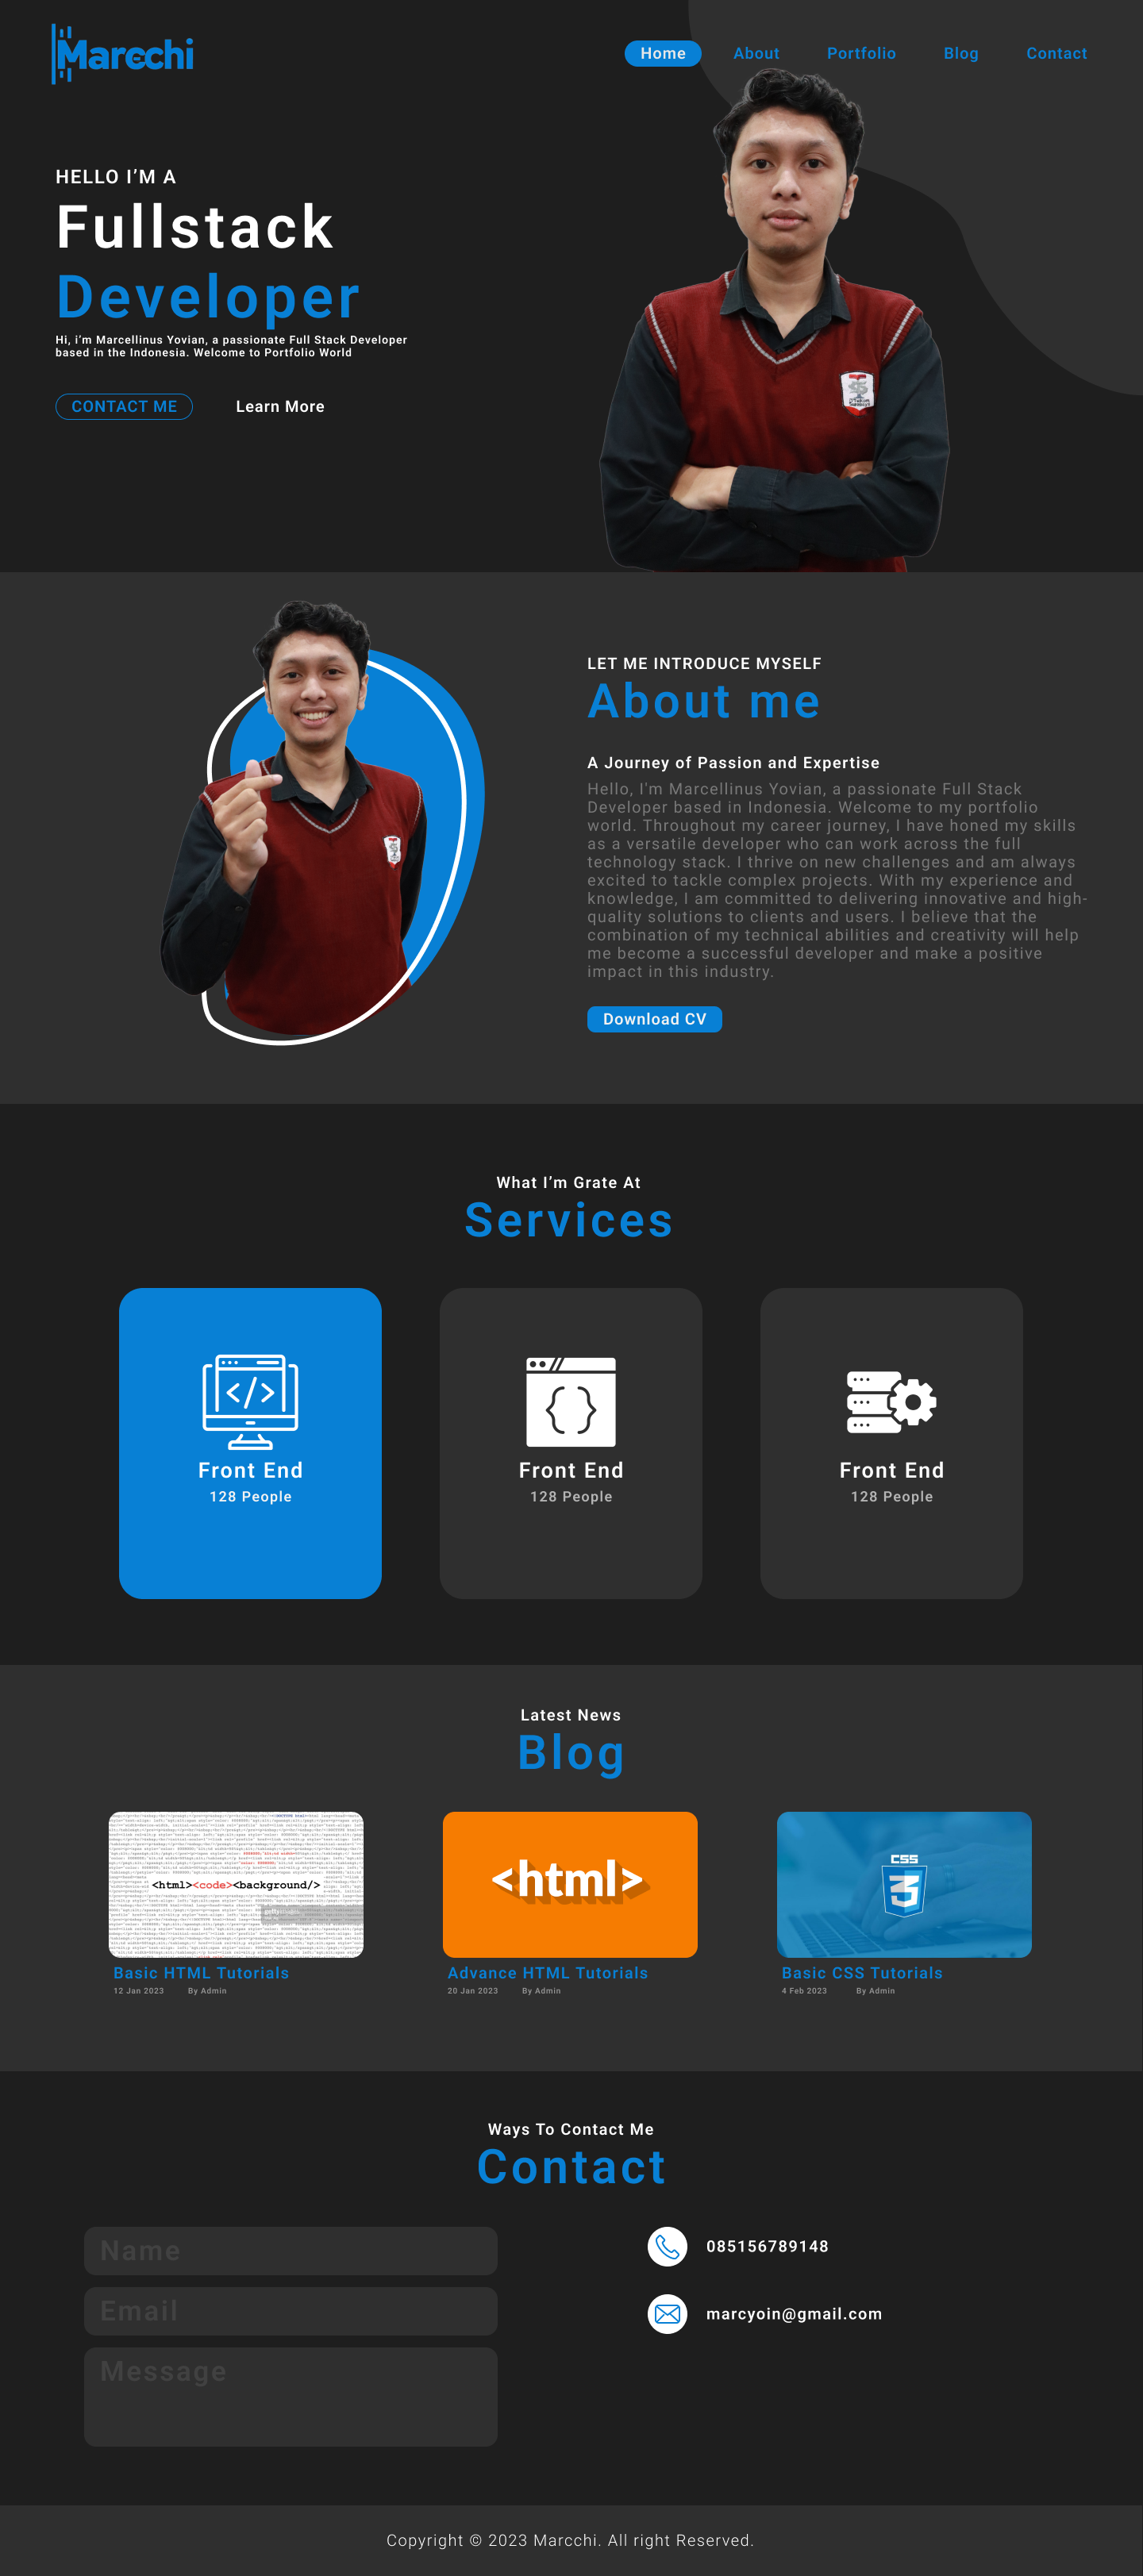 Marcchi
Home About Portfolio Blog Contact
HELLO I’M A
Fullstack
Developer
Hi, i’m Marcellinus Yovian, a passionate Full Stack Developer
based in the Indonesia. Welcome to Portfolio World
CONTACT ME Learn More
LET ME INTRODUCE MYSELF
About me
A Journey of Passion and Expertise
Hello, I'm Marcellinus Yovian, a passionate Full Stack
Developer based in Indonesia. Welcome to my portfolio
world. Throughout my career journey, I have honed my skills
as a versatile developer who can work across the full
technology stack. I thrive on new challenges and am always
excited to tackle complex projects. With my experience and
knowledge, I am committed to delivering innovative and high-
quality solutions to clients and users. I believe that the
combination of my technical abilities and creativity will help
me become a successful developer and make a positive
impact in this industry.
Download CV
What I’m Grate At
Services
Front End
128 People
Front End
128 People
Front End
128 People
Latest News
Blog
<html><code><background/>
Basic HTML Tutorials
12 Jan 2023 By Admin
<html>
Advance HTML Tutorials
20 Jan 2023 By Admin
CSS
3
Basic CSS Tutorials
4 Feb 2023 By Admin
Ways To Contact Me
Contact
Name
Email
Message
085156789148
marcyoin@gmail.com
Copyright © 2023 Marcchi. All right Reserved.